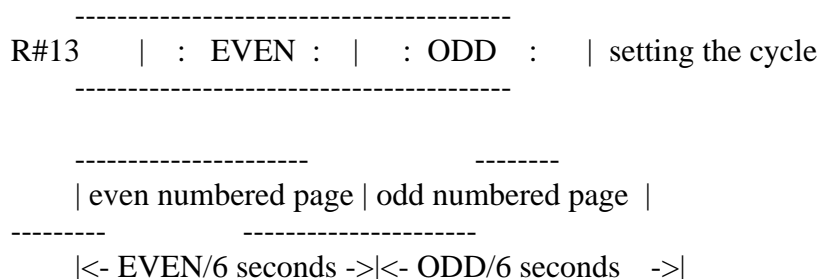 ------------------------------------------
R#13 | : EVEN : | : ODD : | setting the cycle
------------------------------------------
---------------------- --------
| even numbered page | odd numbered page |
--------- ----------------------
|<- EVEN/6 seconds ->|<- ODD/6 seconds ->|